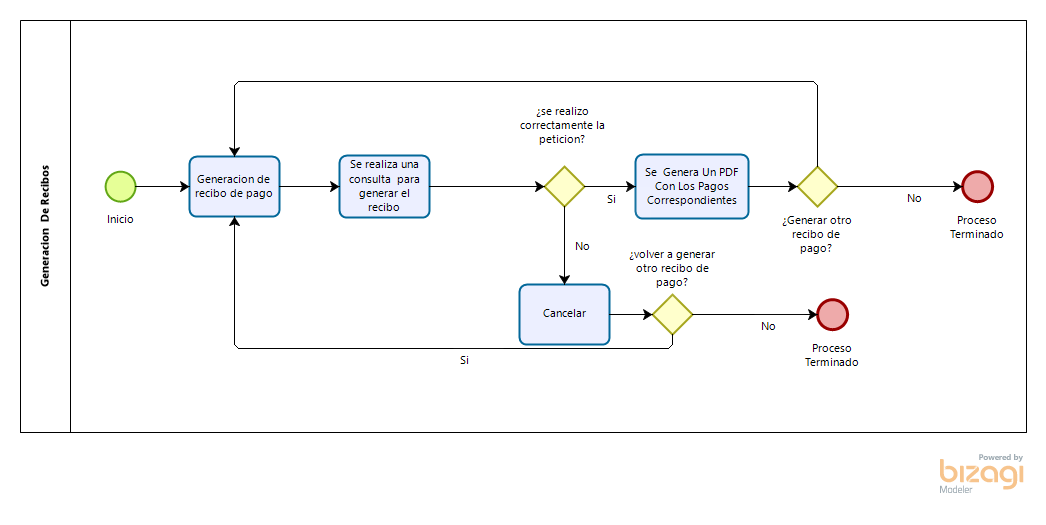 Generacion De Recibos
Inicio
Generacion de
recibo de pago
Se realiza una
consulta para
generar el
recibo
¿se realizo
correctamente la
peticion?
Si
No
Se Genera Un PDF
Con Los Pagos
Correspondientes
¿Generar otro
recibo de
pago?
No
Proceso
Terminado
Cancelar
¿volver a generar
otro recibo de
pago?
No
Si
Proceso
Terminado
Powered by
bizagi
Modeler